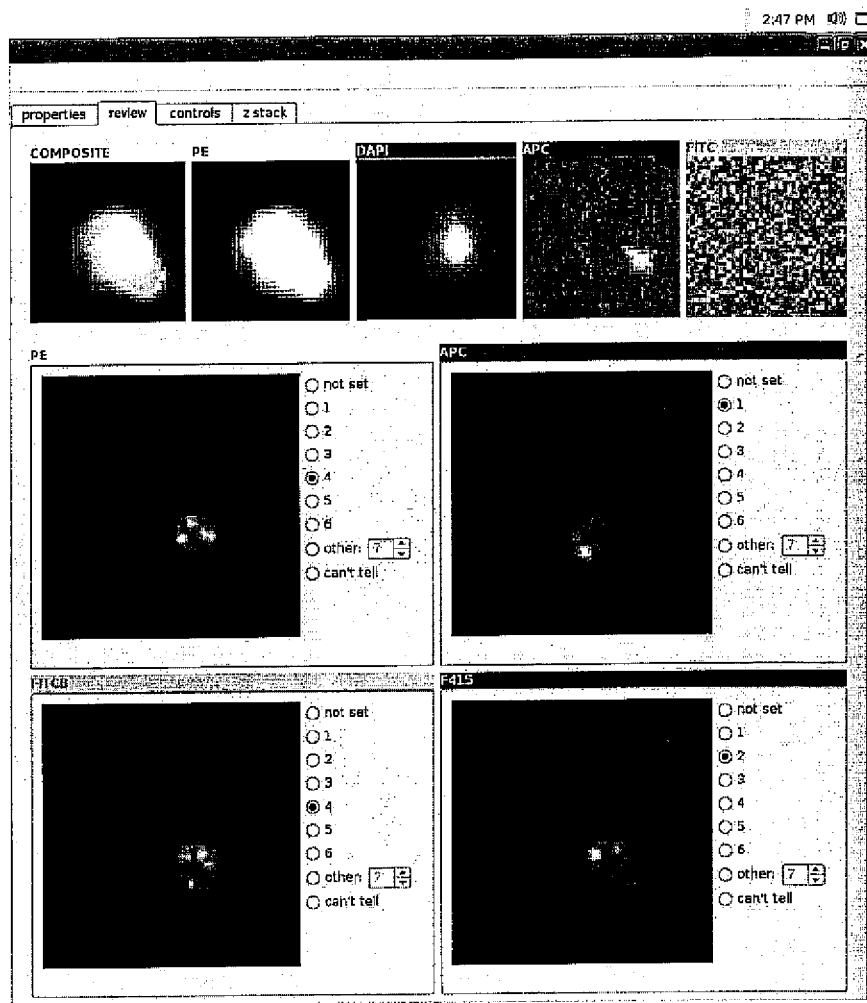 2:47 PM
properties review controls z stack
COMPOSITE PE DAPI APC FITC
PE APC
not set
1
2
3
4
5
6
other: 7
can't tell
not set
1
2
3
4
5
6
other: 7
can't tell
FITCB F415
not set
1
2
3
4
5
6
other: 7
can't tell
not set
1
2
3
4
5
6
other: 7
can't tell